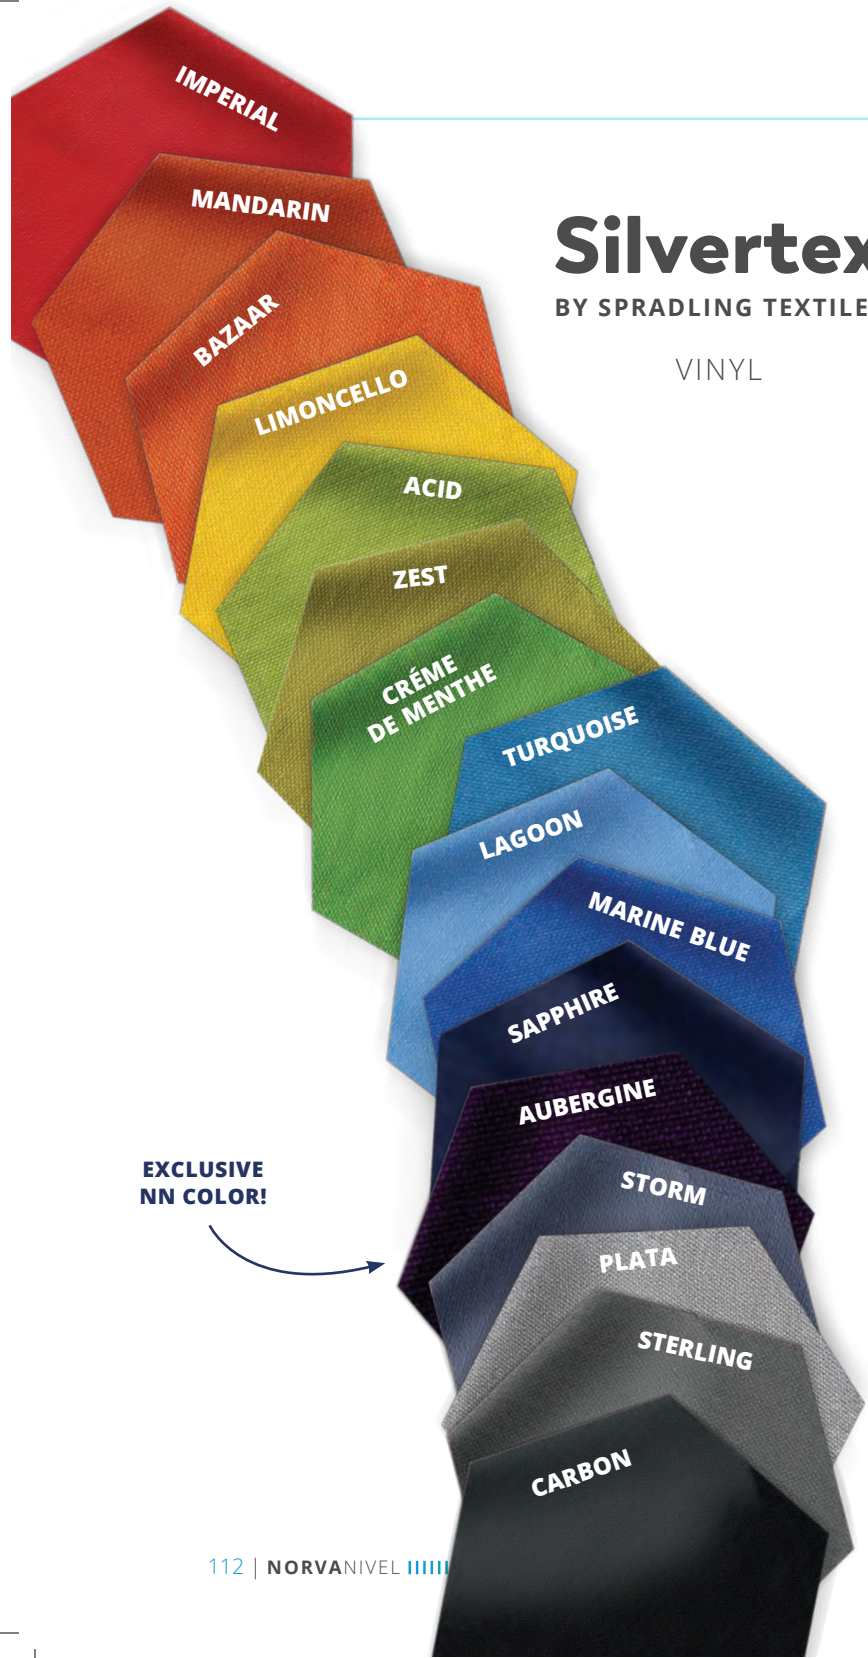 IMPERIAL
MANDARIN
BAZAAR
LIMONCELLO
ACID
ZEST
CRÉME
DE MENTHE
TURQUOISE
LAGOON
MARINE BLUE
SAPPHIRE
AUBERGINE
STORM
PLATA
STERLING
CARBON
Silvertex
BY SPRADLING TEXTILE
VINYL
EXCLUSIVE
NN COLOR!
112 | NORVANIVEL